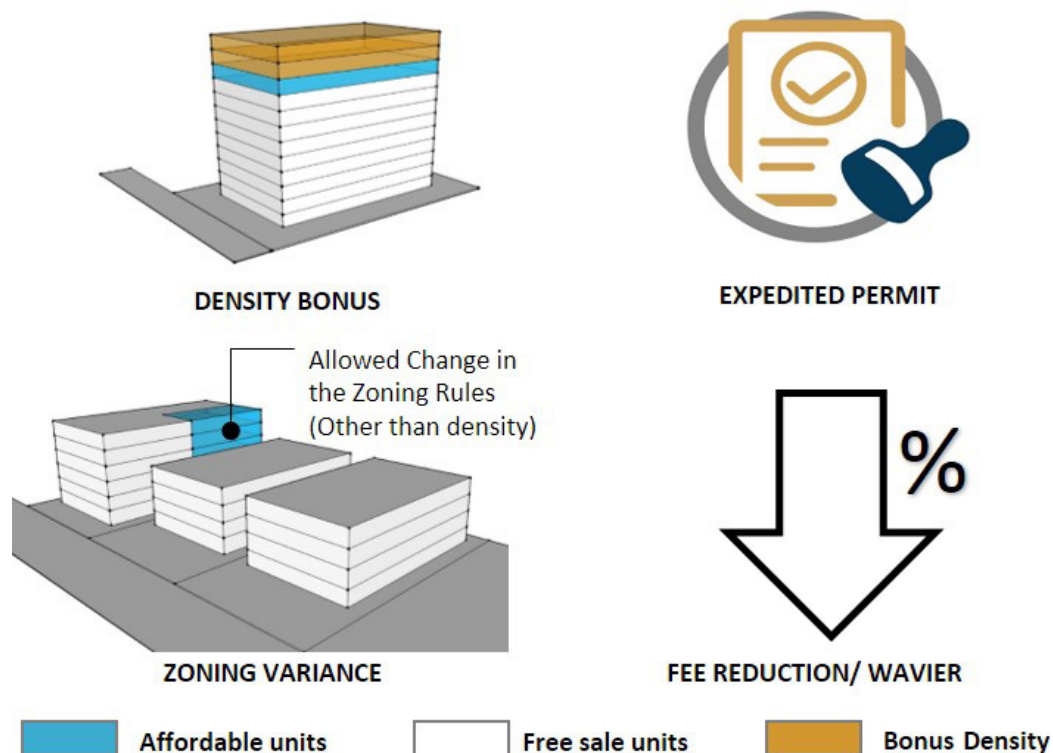 DENSITY BONUS
EXPEDITED PERMIT
Allowed Change in
the Zoning Rules
(Other than density)
%
ZONING VARIANCE
FEE REDUCTION/ WAVIER
Affordable units
Free sale units
Bonus Density